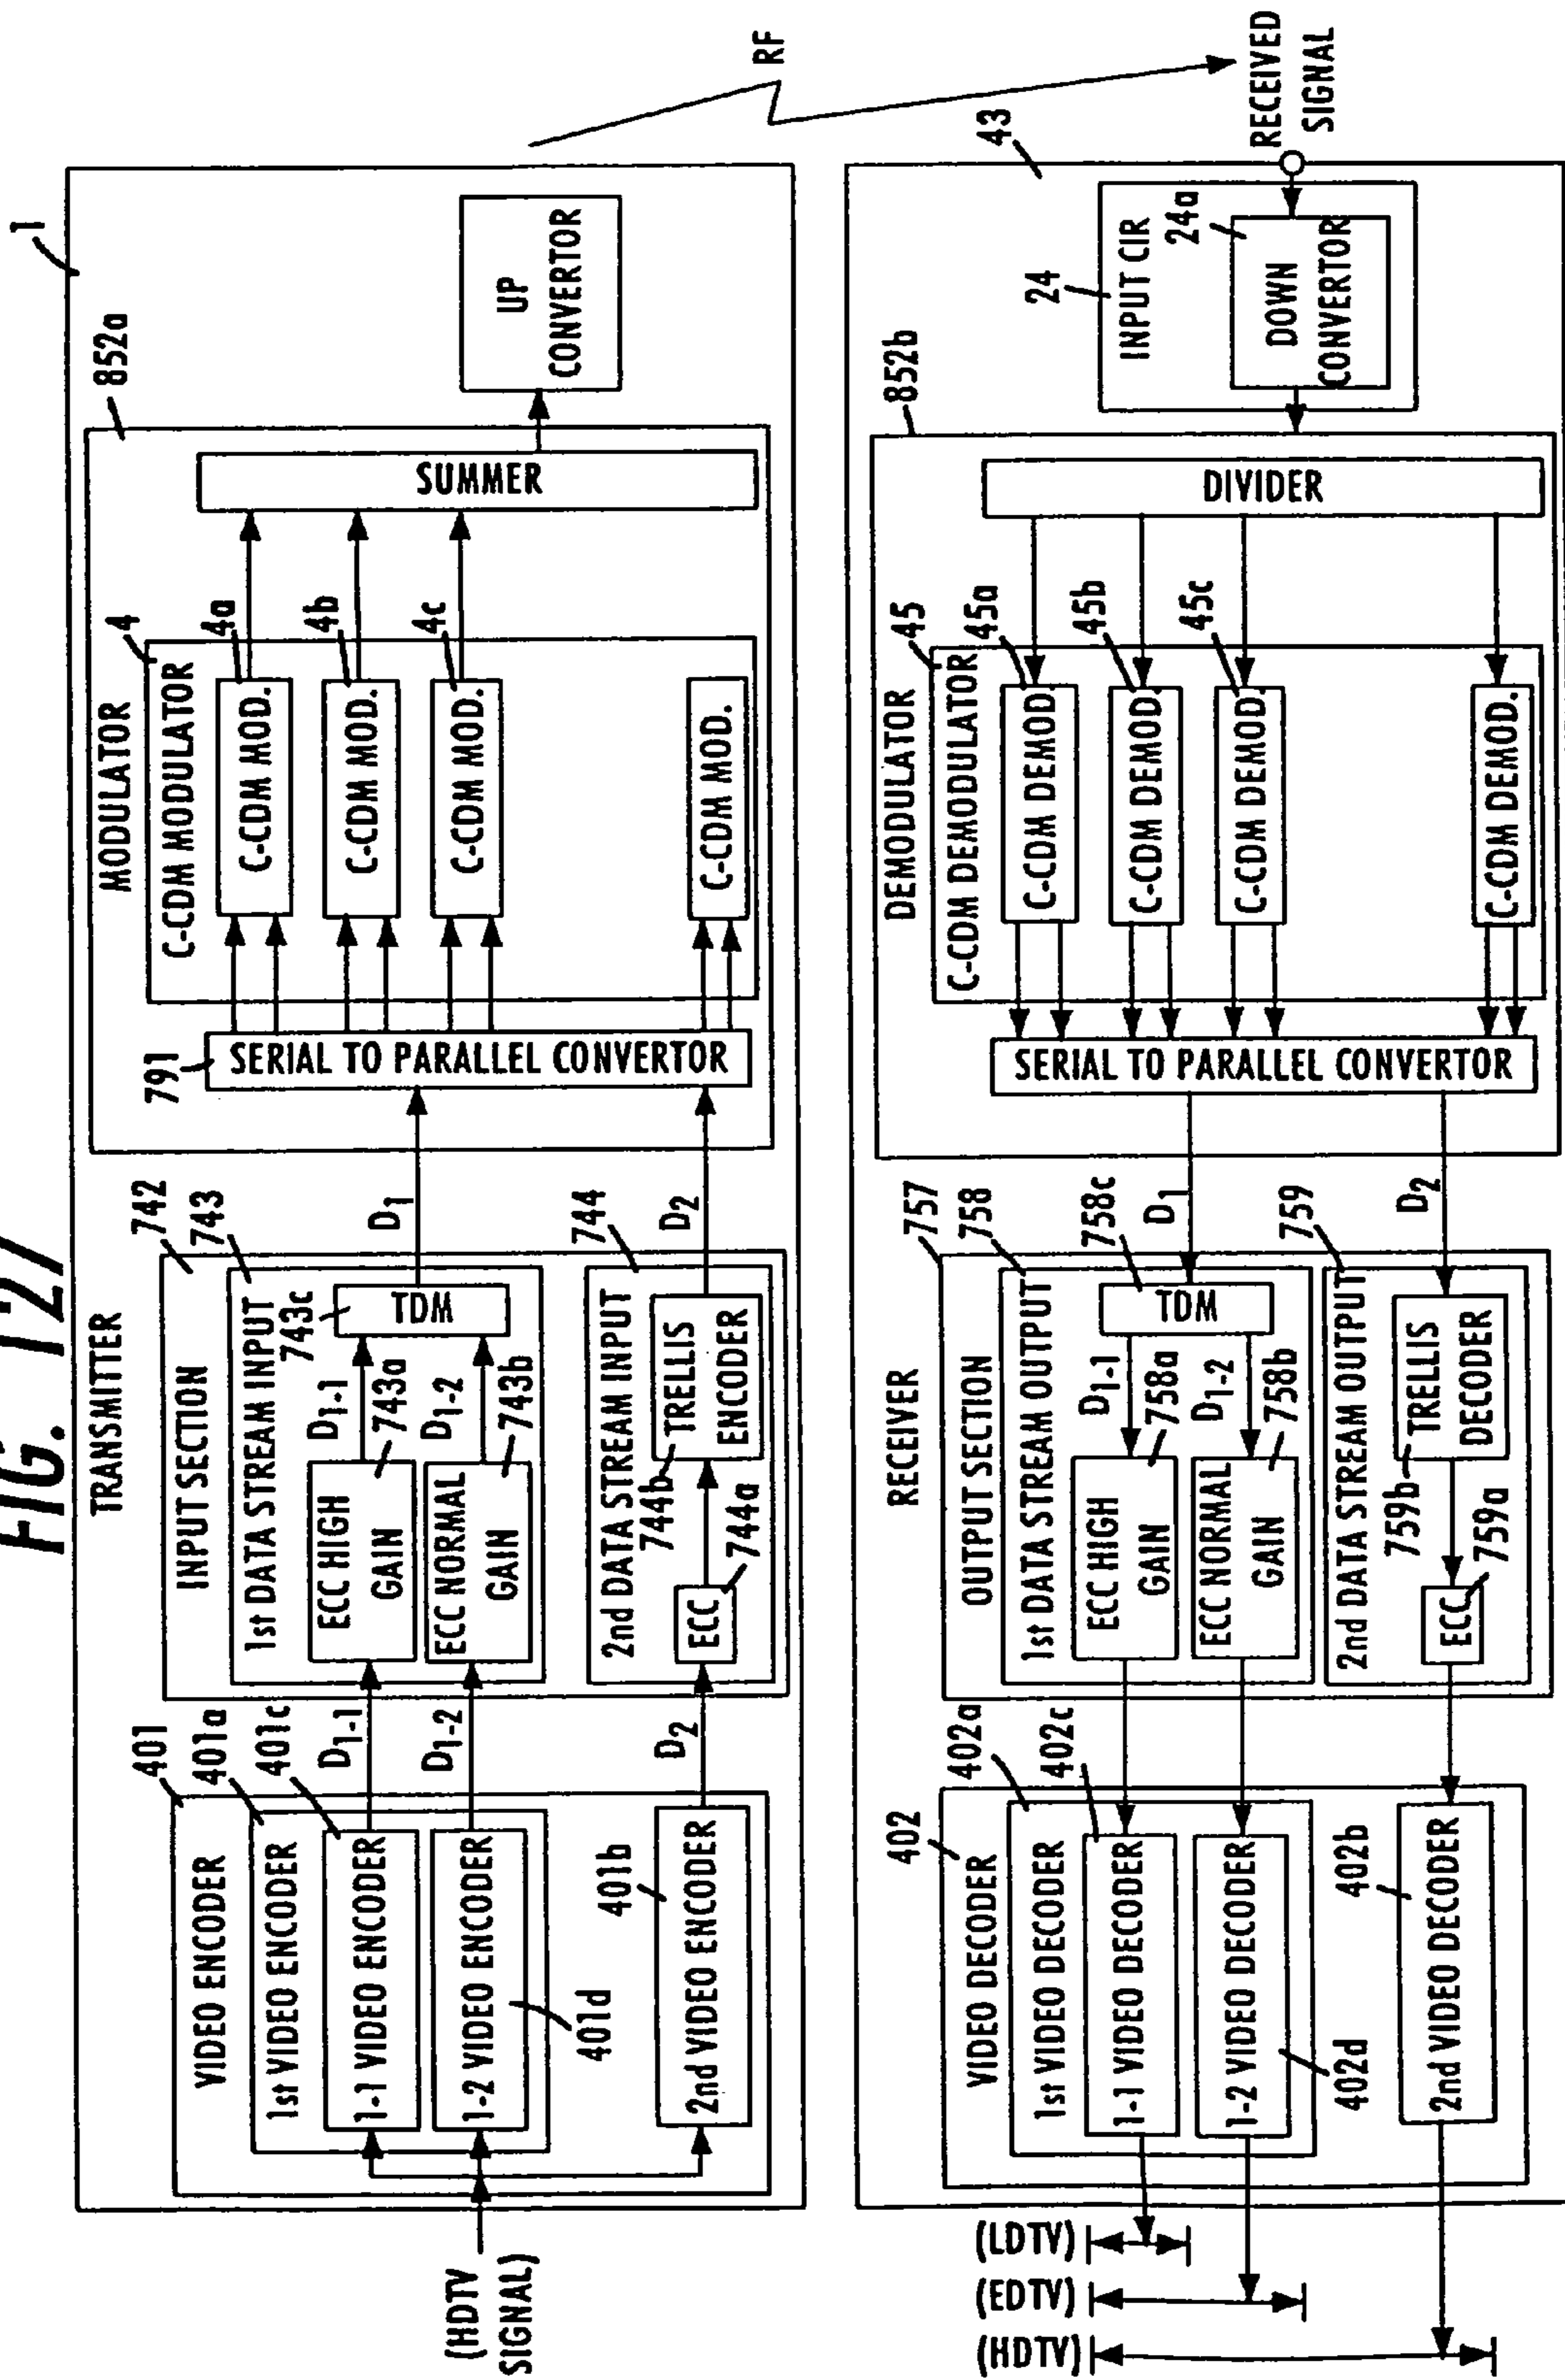 FIG. 127
TRANSMITTER
1
(HDTV
SIGNAL)
VIDEO ENCODER
401
1st VIDEO ENCODER
401a
1-1 VIDEO ENCODER
401c
1-2 VIDEO ENCODER
401d
2nd VIDEO ENCODER
401b
D1-1
D1-2
D2
INPUT SECTION
742
1st DATA STREAM INPUT
743
ECC HIGH
GAIN
743a
D1-1
ECC NORMAL
GAIN
743b
D1-2
743c
TDM
2nd DATA STREAM INPUT
744
ECC
744a
744b
TRELLIS
ENCODER
D1
D2
MODULATOR
852a
791
SERIAL TO PARALLEL CONVERTOR
C-CDM MODULATOR
4
C-CDM MOD.
4a
C-CDM MOD.
4b
C-CDM MOD.
4c
C-CDM MOD.
SUMMER
UP
CONVERTOR
RF
RECEIVER
43
RECEIVED
SIGNAL
INPUT CIR
24
DOWN
CONVERTOR
24a
DEMODULATOR
852b
DIVIDER
C-CDM DEMODULATOR
45
C-CDM DEMOD.
45a
C-CDM DEMOD.
45b
C-CDM DEMOD.
45c
C-CDM DEMOD.
SERIAL TO PARALLEL CONVERTOR
D1
D2
OUTPUT SECTION
757
1st DATA STREAM OUTPUT
758
TDM
758c
D1-1
D1-2
ECC HIGH
GAIN
758a
ECC NORMAL
GAIN
758b
2nd DATA STREAM OUTPUT
759
759b
TRELLIS
DECODER
ECC
759a
VIDEO DECODER
402
1st VIDEO DECODER
402a
1-1 VIDEO DECODER
402c
1-2 VIDEO DECODER
402d
2nd VIDEO DECODER
402b
(LDTV)
(EDTV)
(HDTV)